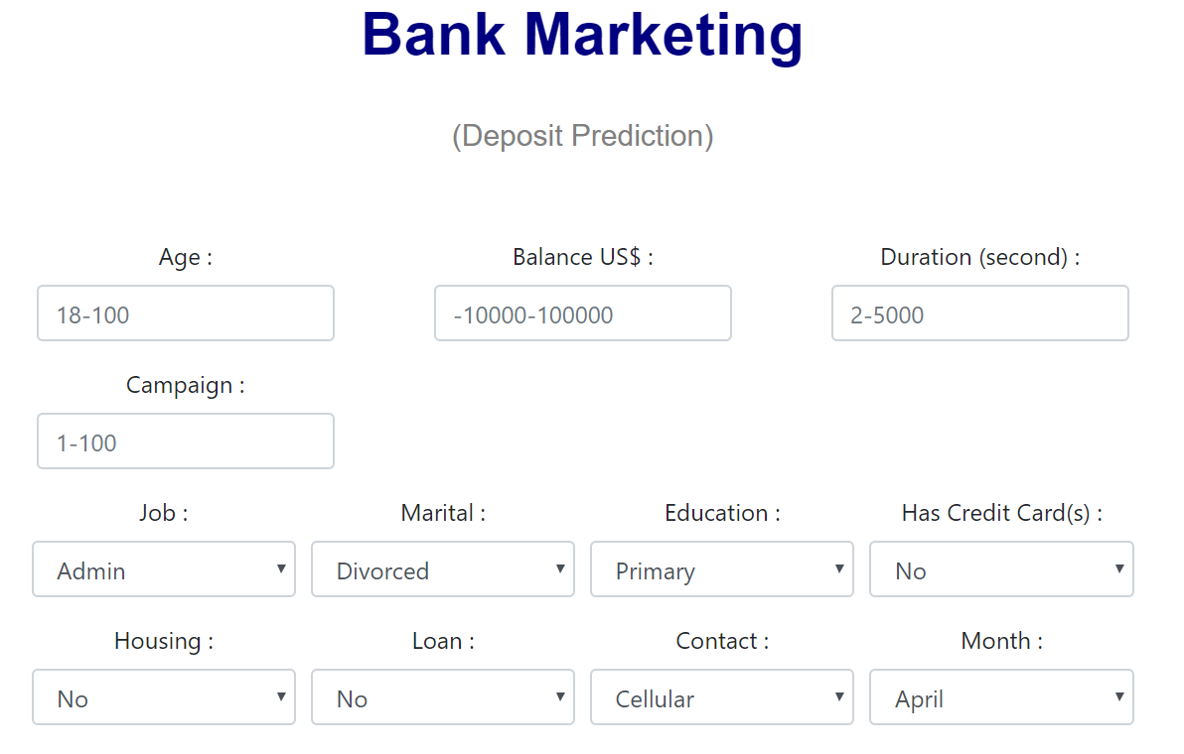 Bank Marketing
(Deposit Prediction)
Age : Balance US$ : Duration (second) :
18-100 -10000-100000 2-5000
Campaign :
1-100
Job : Marital : Education : Has Credit Card(s) :
Admin Divorced Primary No
Housing : Loan : Contact : Month :
No No Cellular April